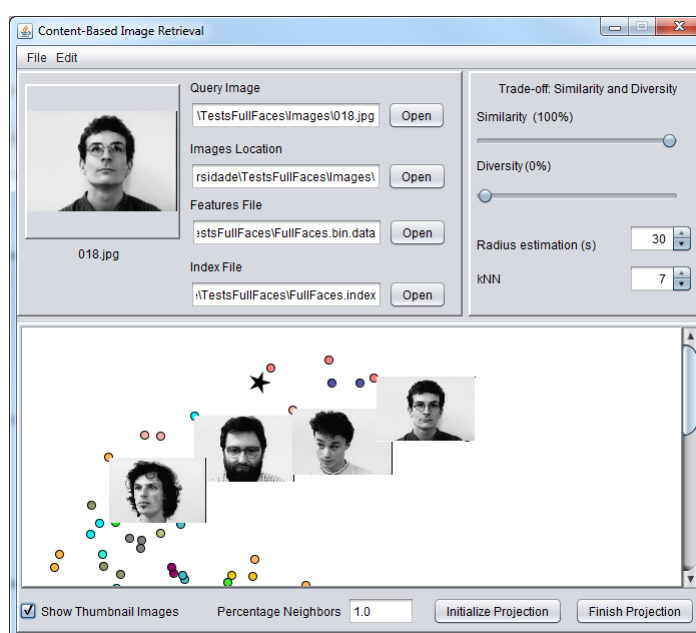 Content-Based Image Retrieval
File Edit
Query Image
\TestsFullFaces\Images\018.jpg Open
Images Location
rsidade\TestsFullFaces\Images\ Open
Features File
estsFullFaces\FullFaces.bin.data Open
Index File
\TestsFullFaces\FullFaces.index Open
018.jpg
Trade-off: Similarity and Diversity
Similarity (100%)
Diversity (0%)
Radius estimation (s) 30
kNN 7
Show Thumbnail Images Percentage Neighbors 1.0 Initialize Projection Finish Projection